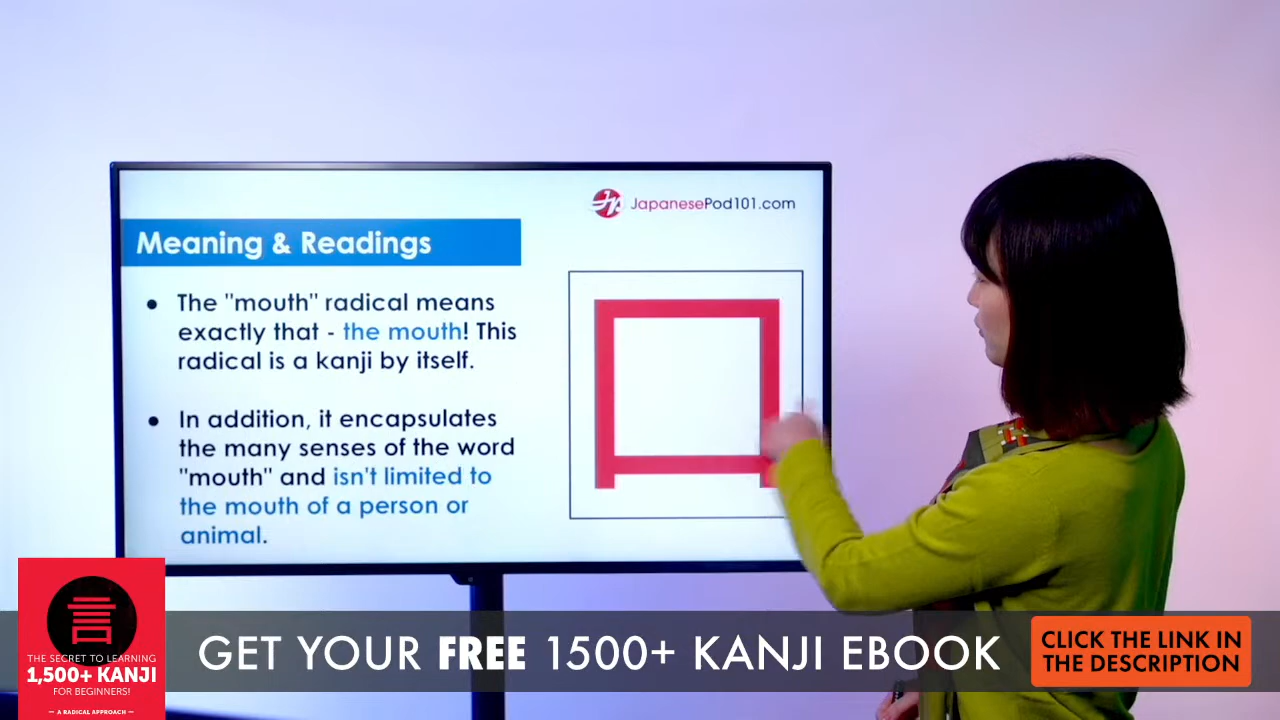 JapanesePod101.com
Meaning & Readings
● The "mouth" radical means
exactly that - the mouth! This
radical is a kanji by itself.
● In addition, it encapsulates
the many senses of the word
"mouth" and isn't limited to
the mouth of a person or
animal.
口
言
THE SECRET TO LEARNING
1,500+ KANJI
FOR BEGINNERS!
— A RADICAL APPROACH —
GET YOUR FREE 1500+ KANJI EBOOK
CLICK THE LINK IN
THE DESCRIPTION